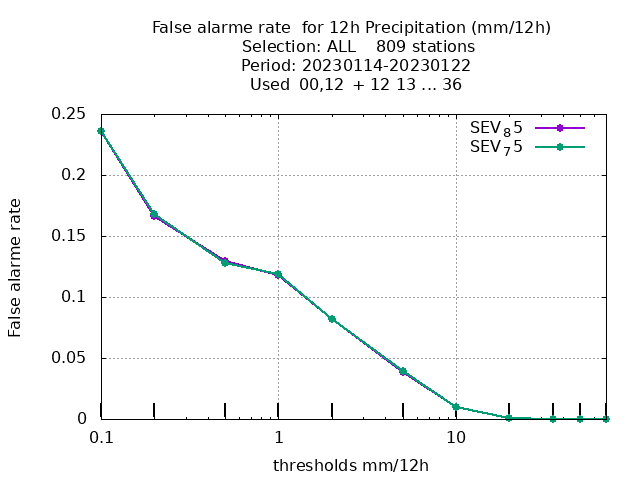 False alarme rate  for 12h Precipitation (mm/12h)
Selection: ALL    809 stations
Period: 20230114-20230122
Used  00,12  + 12 13 ... 36
SEV₈5
SEV₇5
0.25
0.2
0.15
0.1
0.05
0
False alarme rate
0.1 1 10
thresholds mm/12h